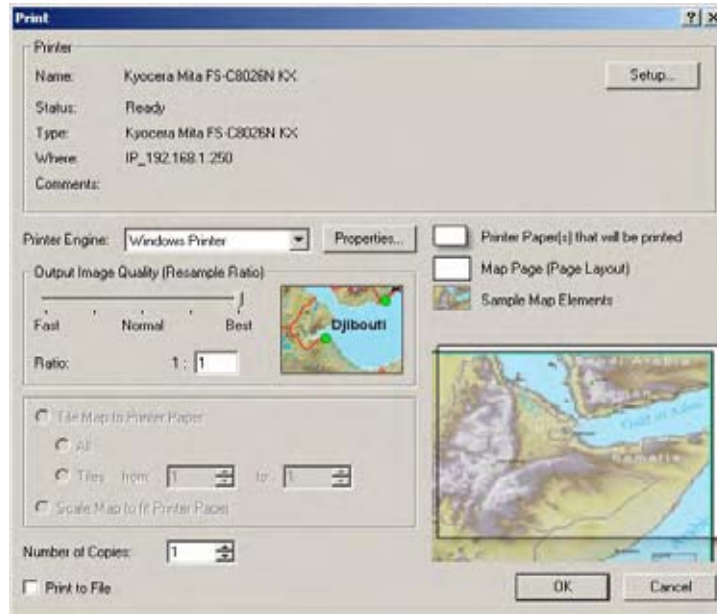 Print
Printer
Name: Kyocera Mita FS-C8026N KX
Setup...
Status: Ready
Type: Kyocera Mita FS-C8026N KX
Where: IP_192.168.1.250
Comments:
Printer Engine: Windows Printer
Properties...
Printer Paper(s) that will be printed
Map Page (Page Layout)
Sample Map Elements
Output Image Quality (Resample Ratio)
Fast Normal Best
Djibouti
Ratio: 1 : 1
Tile Map to Printer Paper
All
Tiles from: 1 to: 1
Scale Map to fit Printer Paper
Somalia
Number of Copies: 1
Print to File
OK Cancel